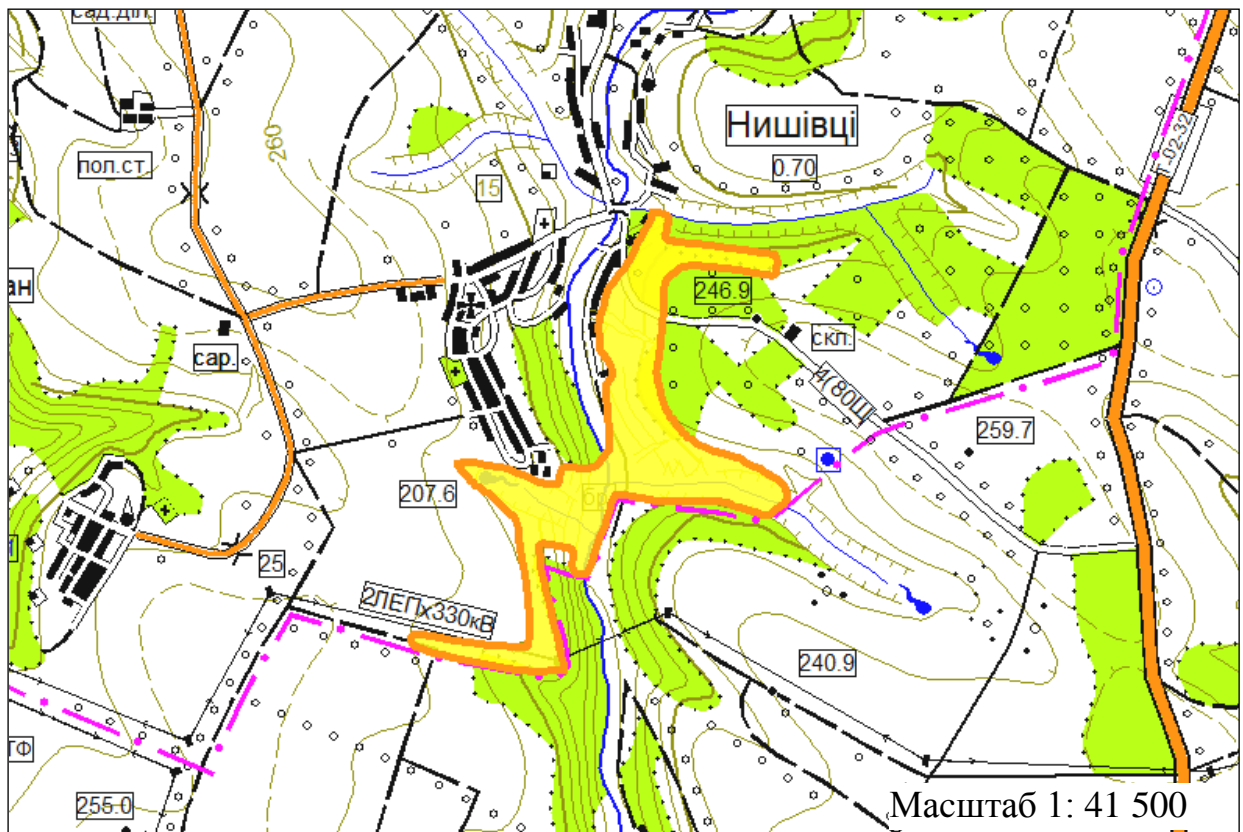 сад.діл.
260
Нишівці
-02-32
пол.ст.
15
0.70
ан
246.9
сар.
скл.
4(80Щ
259.7
207.6
бр
25
2ЛЕПх330кВ
240.9
ТФ
255.0
Масштаб 1: 41 500